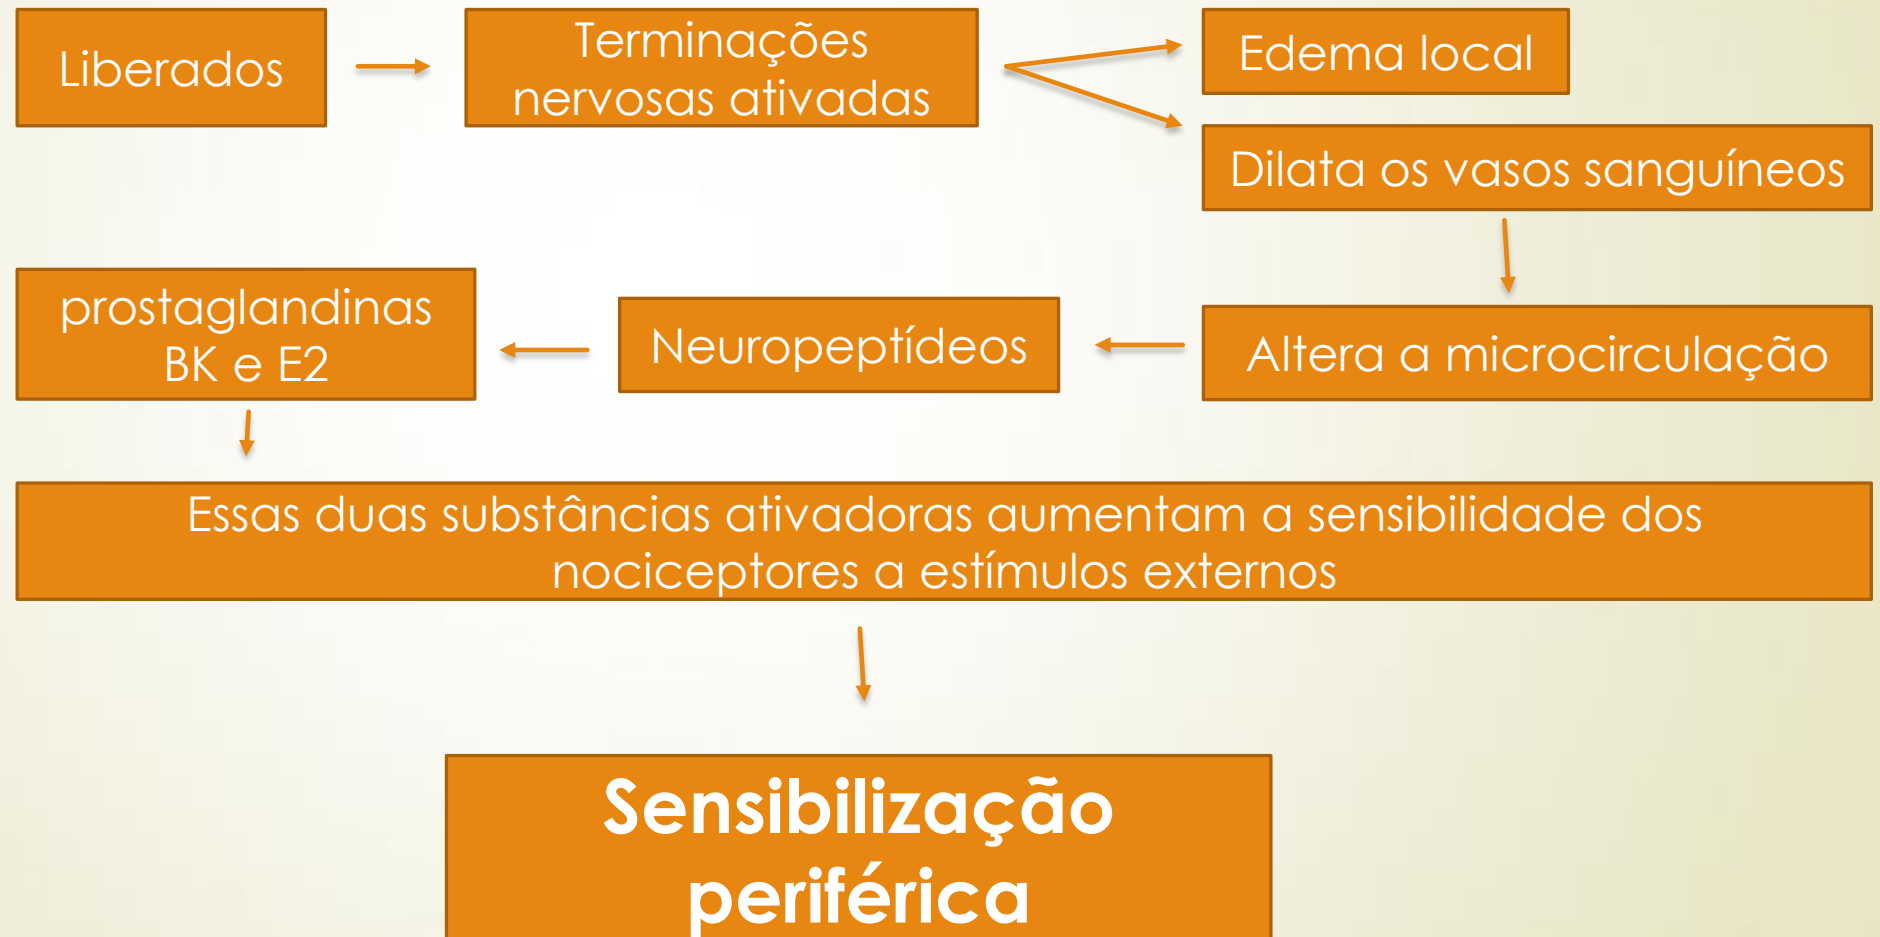 Liberados
Terminações
nervosas ativadas
Edema local
Dilata os vasos sanguíneos
Altera a microcirculação
Neuropeptídeos
prostaglandinas
BK e E2
Essas duas substâncias ativadoras aumentam a sensibilidade dos
nociceptores a estímulos externos
Sensibilização
periférica